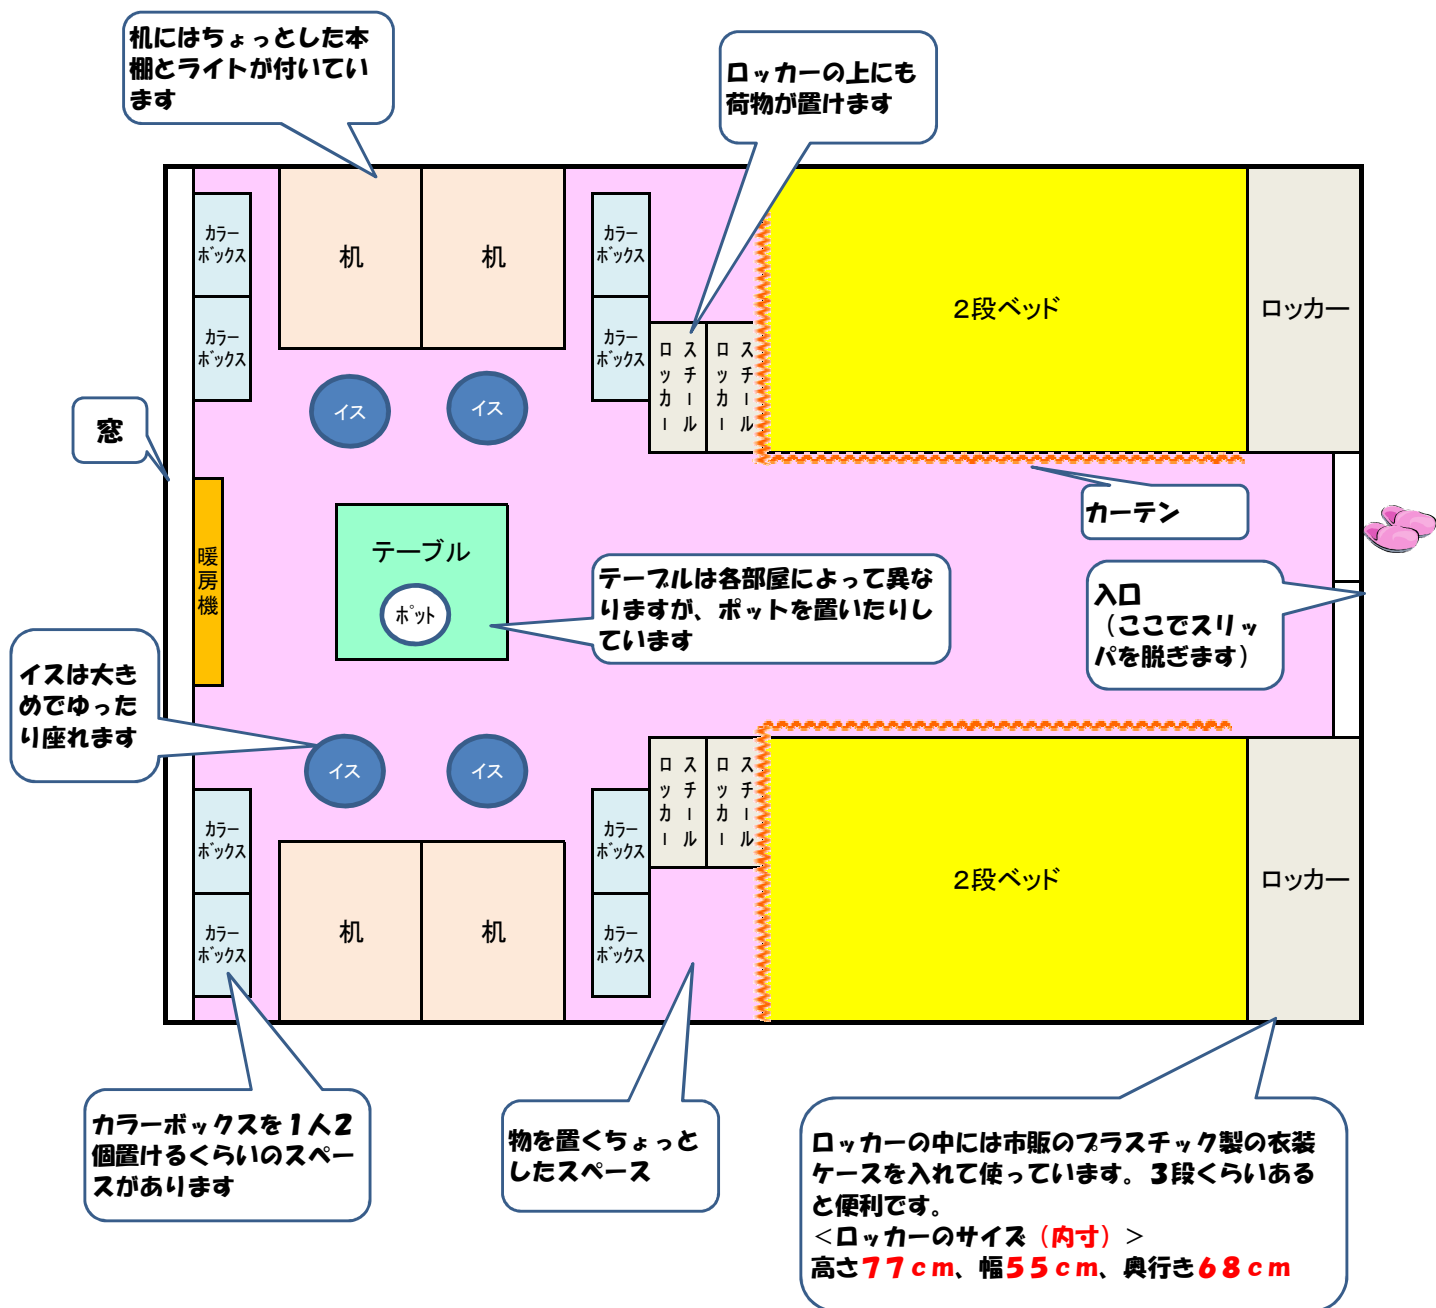 机にはちょっとした本
棚とライトが付いてい
ます
ロッカーの上にも
荷物が置けます
カラー
ボックス
カラー
ボックス
机
机
カラー
ボックス
カラー
ボックス
スチール
ロッカー
スチール
ロッカー
2段ベッド
ロッカー
イス
イス
窓
カーテン
暖房機
テーブル
ポット
テーブルは各部屋によって異な
りますが、ポットを置いたりし
ています
入口
（ここでスリッ
パを脱ぎます）
イスは大き
めでゆった
り座れます
イス
イス
スチール
ロッカー
スチール
ロッカー
カラー
ボックス
カラー
ボックス
机
机
カラー
ボックス
カラー
ボックス
2段ベッド
ロッカー
カラーボックスを1人2
個置けるくらいのスペー
スがあります
物を置くちょっと
したスペース
ロッカーの中には市販のプラスチック製の衣装
ケースを入れて使っています。3段くらいある
と便利です。
＜ロッカーのサイズ（内寸）＞
高さ77cm、幅55cm、奥行き68cm